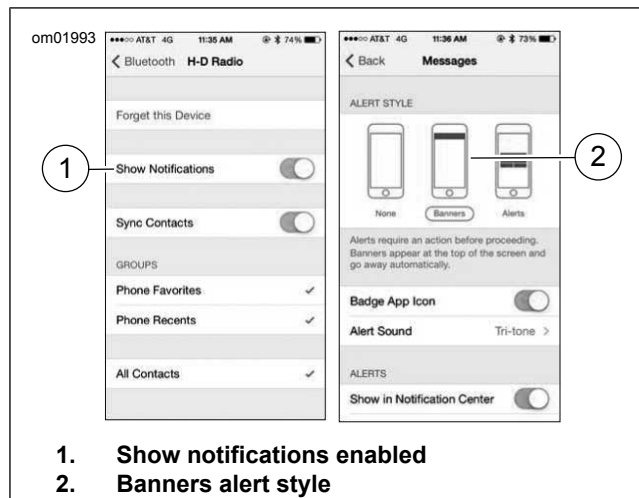 om01993
●●●○○ AT&T 4G 11:35 AM 74%
Bluetooth H-D Radio
Forget this Device
1
Show Notifications
Sync Contacts
GROUPS
Phone Favorites
Phone Recents
All Contacts
●●●○○ AT&T 4G 11:36 AM 73%
Back Messages
ALERT STYLE
2
None Banners Alerts
Alerts require an action before proceeding.
Banners appear at the top of the screen and
go away automatically.
Badge App Icon
Alert Sound Tri-tone >
ALERTS
Show in Notification Center
1. Show notifications enabled
2. Banners alert style